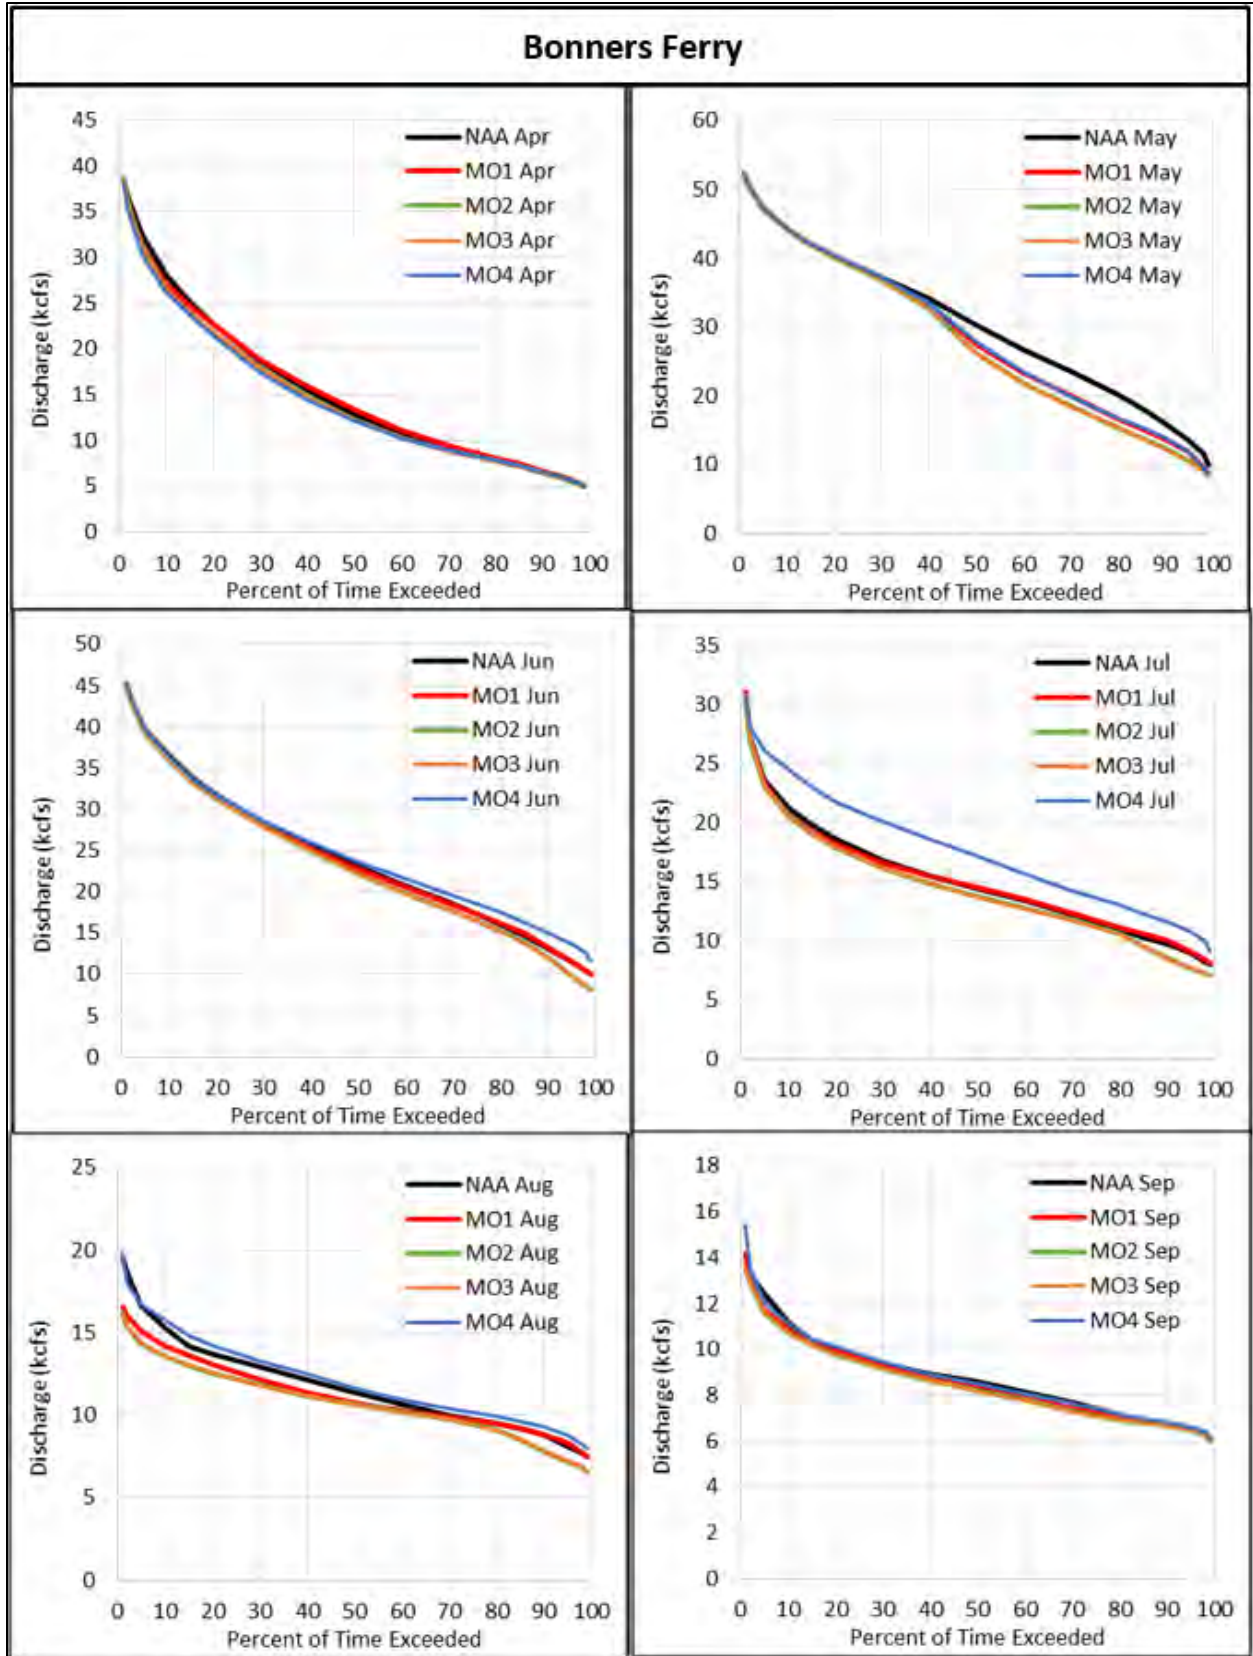 Bonners Ferry
45
40
35
30
25
20
15
10
5
0
Discharge (kcfs)
NAA Apr
MO1 Apr
MO2 Apr
MO3 Apr
MO4 Apr
0 10 20 30 40 50 60 70 80 90 100
Percent of Time Exceeded
60
50
40
30
20
10
0
Discharge (kcfs)
NAA May
MO1 May
MO2 May
MO3 May
MO4 May
0 10 20 30 40 50 60 70 80 90 100
Percent of Time Exceeded
50
45
40
35
30
25
20
15
10
5
0
Discharge (kcfs)
NAA Jun
MO1 Jun
MO2 Jun
MO3 Jun
MO4 Jun
0 10 20 30 40 50 60 70 80 90 100
Percent of Time Exceeded
35
30
25
20
15
10
5
0
Discharge (kcfs)
NAA Jul
MO1 Jul
MO2 Jul
MO3 Jul
MO4 Jul
0 10 20 30 40 50 60 70 80 90 100
Percent of Time Exceeded
25
20
15
10
5
0
Discharge (kcfs)
NAA Aug
MO1 Aug
MO2 Aug
MO3 Aug
MO4 Aug
0 10 20 30 40 50 60 70 80 90 100
Percent of Time Exceeded
18
16
14
12
10
8
6
4
2
0
Discharge (kcfs)
NAA Sep
MO1 Sep
MO2 Sep
MO3 Sep
MO4 Sep
0 10 20 30 40 50 60 70 80 90 100
Percent of Time Exceeded